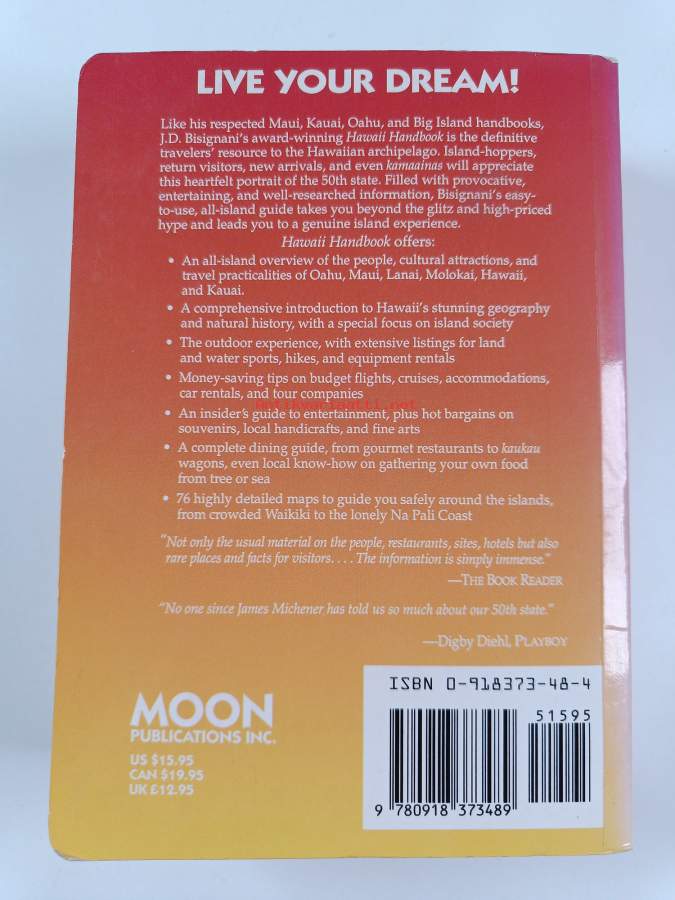 LIVE YOUR DREAM!
Like his respected Maui, Kauai, Oahu, and Big Island handbooks,
J.D. Bisignani's award-winning Hawaii Handbook is the definitive
travelers' resource to the Hawaiian archipelago. Island-hoppers,
return visitors, new arrivals, and even kamaainas will appreciate
this heartfelt portrait of the 50th state. Filled with provocative,
entertaining, and well-researched information, Bisignani's easy-
to-use, all-island guide takes you beyond the glitz and high-priced
hype and leads you to a genuine island experience.
Hawaii Handbook offers:
• An all-island overview of the people, cultural attractions, and
travel practicalities of Oahu, Maui, Lanai, Molokai, Hawaii,
and Kauai.
• A comprehensive introduction to Hawaii's stunning geography
and natural history, with a special focus on island society
• The outdoor experience, with extensive listings for land
and water sports, hikes, and equipment rentals
• Money-saving tips on budget flights, cruises, accommodations,
car rentals, and tour companies
antikvariaatti.net
• An insider's guide to entertainment, plus hot bargains on
souvenirs, local handicrafts, and fine arts
• A complete dining guide, from gourmet restaurants to kaukau
wagons, even local know-how on gathering your own food
from tree or sea
• 76 highly detailed maps to guide you safely around the islands,
from crowded Waikiki to the lonely Na Pali Coast
"Not only the usual material on the people, restaurants, sites, hotels but also
rare places and facts for visitors. . . . The information is simply immense."
—THE BOOK READER
"No one since James Michener has told us so much about our 50th state."
—Digby Diehl, PLAYBOY
MOON
PUBLICATIONS INC.
US $15.95
CAN $19.95
UK £12.95
ISBN 0-918373-48-4
51595
9 780918 373489